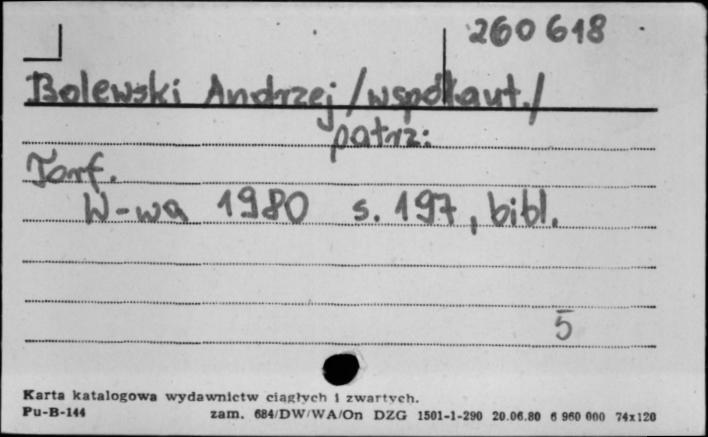 260 618
Bolewski Andrzej /współaut./
patrz:
Torf.
W-wa 1980 s. 197, bibl.
5
Karta katalogowa wydawnictw ciągłych i zwartych.
Pu-B-144 zam. 684/DW/WA/On DZG 1501-1-290 20.06.80 6 960 000 74x120